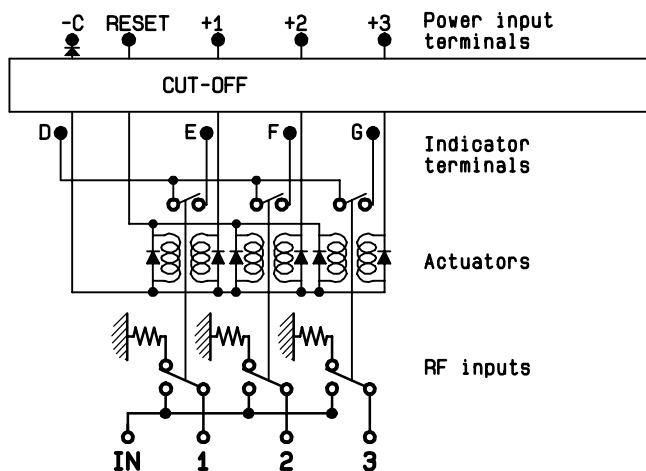 -C RESET +1 +2 +3
Power input
terminals
CUT-OFF
D E F G
Indicator
terminals
Actuators
RF inputs
IN 1 2 3